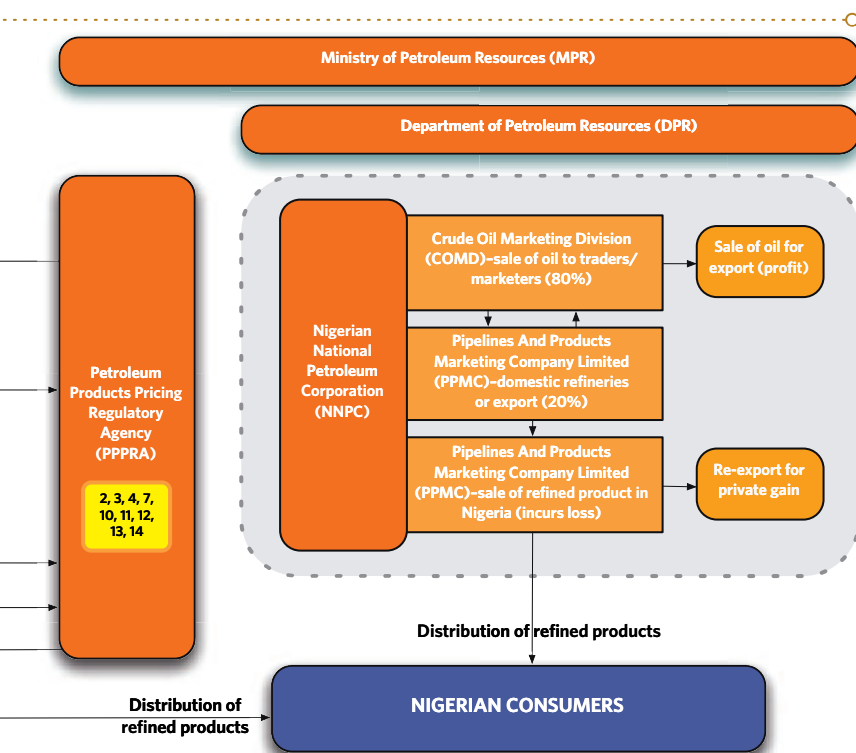 Ministry of Petroleum Resources (MPR)
Department of Petroleum Resources (DPR)
Petroleum
Products Pricing
Regulatory
Agency
(PPPRA)
2, 3, 4, 7,
10, 11, 12,
13, 14
Nigerian
National
Petroleum
Corporation
(NNPC)
Crude Oil Marketing Division
(COMD)–sale of oil to traders/
marketers (80%)
Sale of oil for
export (profit)
Pipelines And Products
Marketing Company Limited
(PPMC)–domestic refineries
or export (20%)
Pipelines And Products
Marketing Company Limited
(PPMC)–sale of refined product in
Nigeria (incurs loss)
Re-export for
private gain
Distribution of refined products
Distribution of
refined products
NIGERIAN CONSUMERS